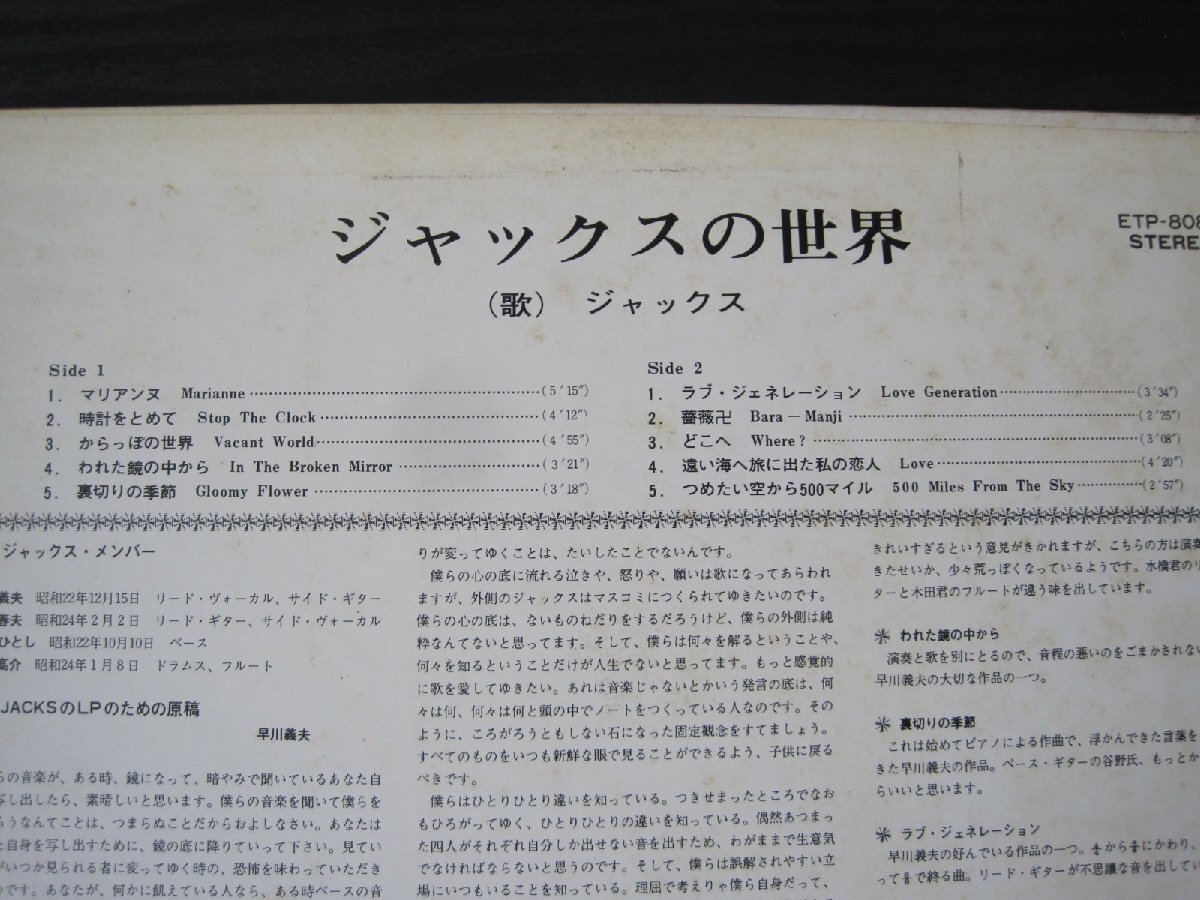 ジャックスの世界
ETP-808
STERE
(歌) ジャックス
Side 1
1. マリアンヌ Marianne (5′15″)
2. 時計をとめて Stop The Clock (4′12″)
3. からっぽの世界 Vacant World (4′55″)
4. われた鏡の中から In The Broken Mirror (3′21″)
5. 裏切りの季節 Gloomy Flower (3′18″)
Side 2
1. ラブ・ジェネレーション Love Generation (3′34″)
2. 薔薇卍 Bara—Manji (2′25″)
3. どこへ Where? (3′08″)
4. 遠い海へ旅に出た私の恋人 Love (4′20″)
5. つめたい空から500マイル 500 Miles From The Sky (2′57″)
ジャックス・メンバー
義夫 昭和22年12月15日 リード・ヴォーカル、サイド・ギター
春夫 昭和24年2月2日 リード・ギター、サイド・ヴォーカル
ひとし 昭和22年10月10日 ベース
高介 昭和24年1月8日 ドラムス、フルート
JACKSのLPのための原稿
早川義夫
らの音楽が、ある時、鏡になって、暗やみで聞いているあなた自
写し出したら、素晴しいと思います。僕らの音楽を聞いて僕らを
ろうなんてことは、つまらぬことだからおよしなさい。あなたは
た自身を写し出すために、鏡の底に降りていって下さい。見てい
がいつか見られる者に変ってゆく時の、恐怖を味わっていただき
のです。あなたが、何かに飢えている人なら、ある時ベースの音
りが変ってゆくことは、たいしたことでないんです。
僕らの心の底に流れる泣きや、怒りや、願いは歌になってあらわれ
ますが、外側のジャックスはマスコミにつくられてゆきたいのです。
僕らの心の底は、ないものねだりをするだろうけど、僕らの外側は純
粋なんてないと思ってます。そして、僕らは何々を解るということや、
何々を知るということだけが人生でないと思ってます。もっと感覚的
に歌を愛してゆきたい。あれは音楽じゃないとかいう発言の底は、何
々は何、何々は何と頭の中でノートをつくっている人なのです。その
ように、ころがろうともしない石になった固定観念をすてましょう。
すべてのものをいつも新鮮な眼で見ることができるよう、子供に戻る
べきです。
僕らはひとりひとり違いを知っている。つきせまったところでなお
もひろがってゆく、ひとりひとりの違いを知っている。偶然あつまっ
た四人がそれぞれ自分しか出せない音を出すため、わがままで生意気
でなければならないと思うのです。そして、僕らは誤解されやすい立
場にいつもいることを知っている。理屈で考えりゃ僕ら自身だって、
きれいすぎるという意見がきかれますが、こちらの方は演奏
きたせいか、少々荒っぽくなっているようです。水橋君のリ
ターと木田君のフルートが違う味を出しています。
われた鏡の中から
演奏と歌を別にとるので、音程の悪いのをごまかきれない
早川義夫の大切な作品の一つ。
裏切りの季節
これは始めてピアノによる作曲で、浮かんできた言葉を
きた早川義夫の作品。ベース・ギターの谷野氏、もっとか
らいいと思います。
ラブ・ジェネレーション
早川義夫の好んでいる作品の一つ。 から にかわり、
って で終る曲。リード・ギターが不思議な音を出してい